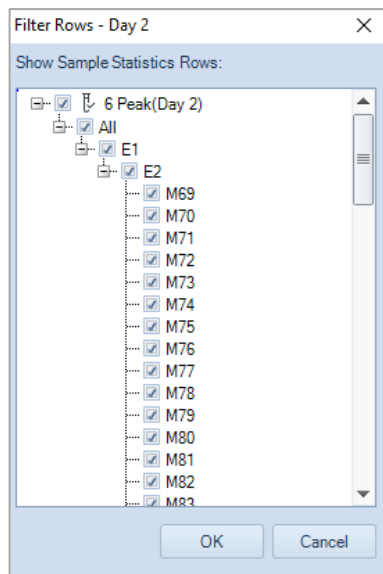 Filter Rows - Day 2
Show Sample Statistics Rows:
6 Peak(Day 2)
All
E1
E2
M69
M70
M71
M72
M73
M74
M75
M76
M77
M78
M79
M80
M81
M82
M83
OK Cancel